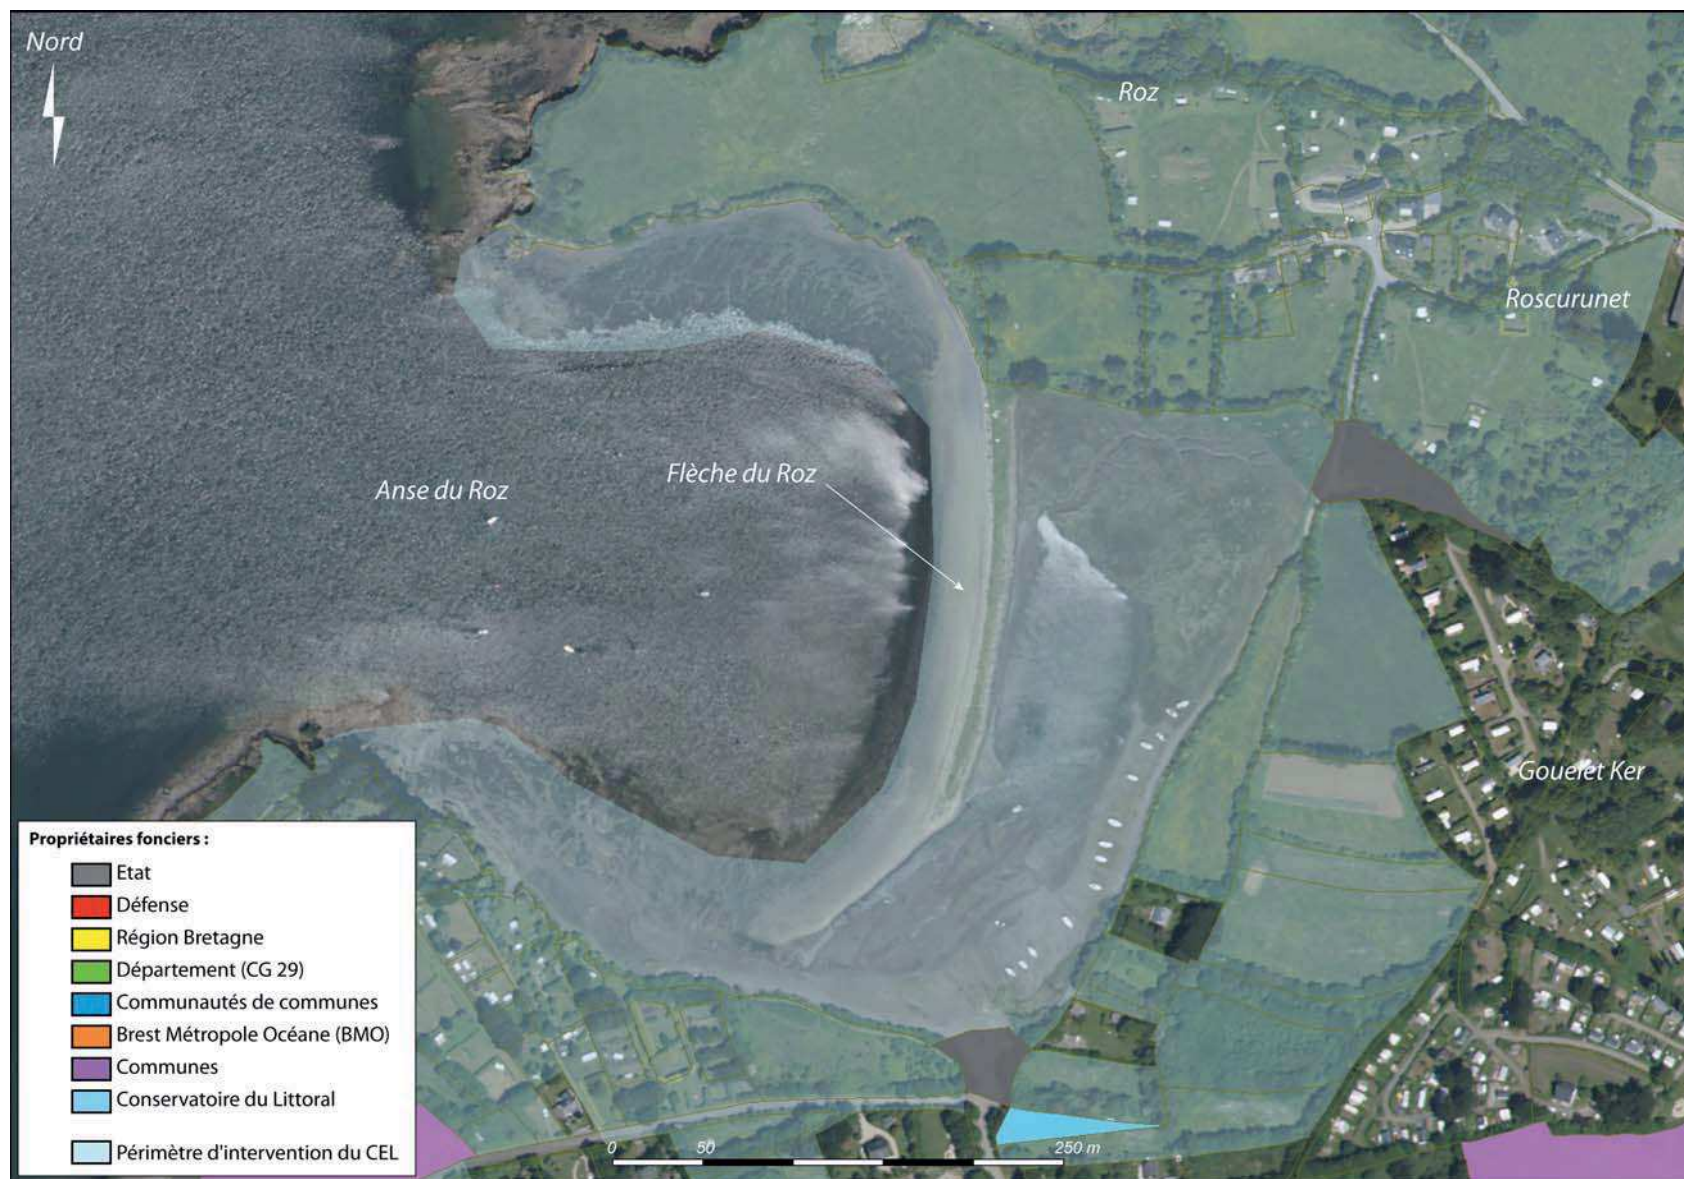 Nord
Roz
Roscurunet
Flèche du Roz
Anse du Roz
Gouelet Ker
Propriétaires fonciers :
Etat
Défense
Région Bretagne
Département (CG 29)
Communautés de communes
Brest Métropole Océane (BMO)
Communes
Conservatoire du Littoral
Périmètre d'intervention du CEL
0 50 250 m